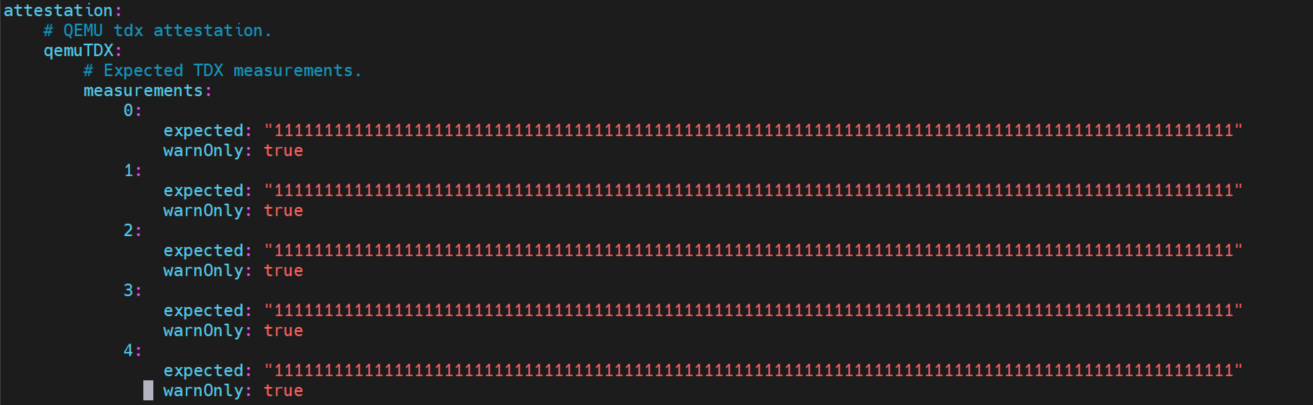 attestation:
# QEMU tdx attestation.
qemuTDX:
# Expected TDX measurements.
measurements:
0:
expected: "111111111111111111111111111111111111111111111111111111111111111111111111111111111111111111111111"
warnOnly: true
1:
expected: "111111111111111111111111111111111111111111111111111111111111111111111111111111111111111111111111"
warnOnly: true
2:
expected: "111111111111111111111111111111111111111111111111111111111111111111111111111111111111111111111111"
warnOnly: true
3:
expected: "111111111111111111111111111111111111111111111111111111111111111111111111111111111111111111111111"
warnOnly: true
4:
expected: "111111111111111111111111111111111111111111111111111111111111111111111111111111111111111111111111"
warnOnly: true